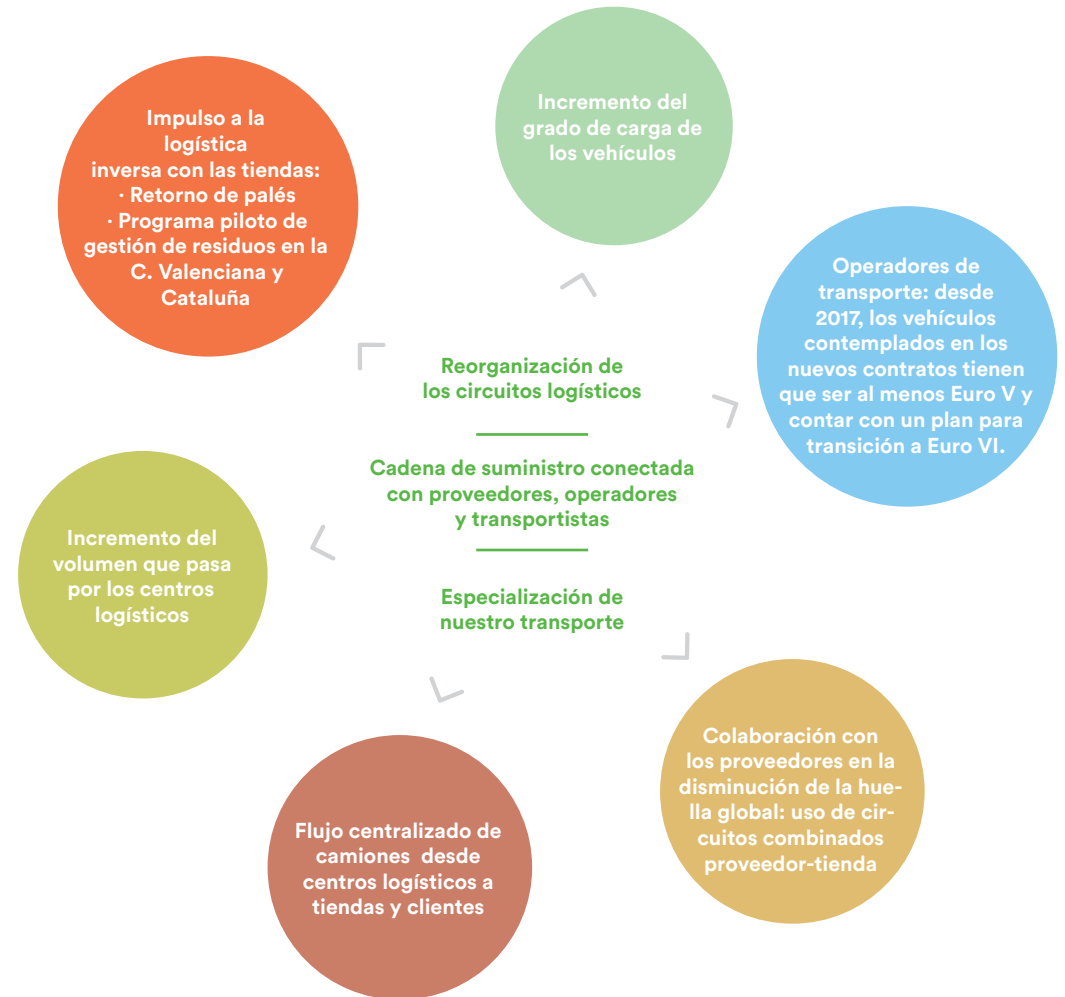 Incremento del
grado de carga de
los vehículos
Impulso a la
logística
inversa con las tiendas:
· Retorno de palés
· Programa piloto de
gestión de residuos en la
C. Valenciana y
Cataluña
Operadores de
transporte: desde
2017, los vehículos
contemplados en los
nuevos contratos tienen
que ser al menos Euro V y
contar con un plan para
transición a Euro VI.
Reorganización de
los circuitos logísticos
Cadena de suministro conectada
con proveedores, operadores
y transportistas
Especialización de
nuestro transporte
Incremento del
volumen que pasa
por los centros
logísticos
Colaboración con
los proveedores en la
disminución de la hue-
lla global: uso de cir-
cuitos combinados
proveedor-tienda
Flujo centralizado de
camiones desde
centros logísticos a
tiendas y clientes